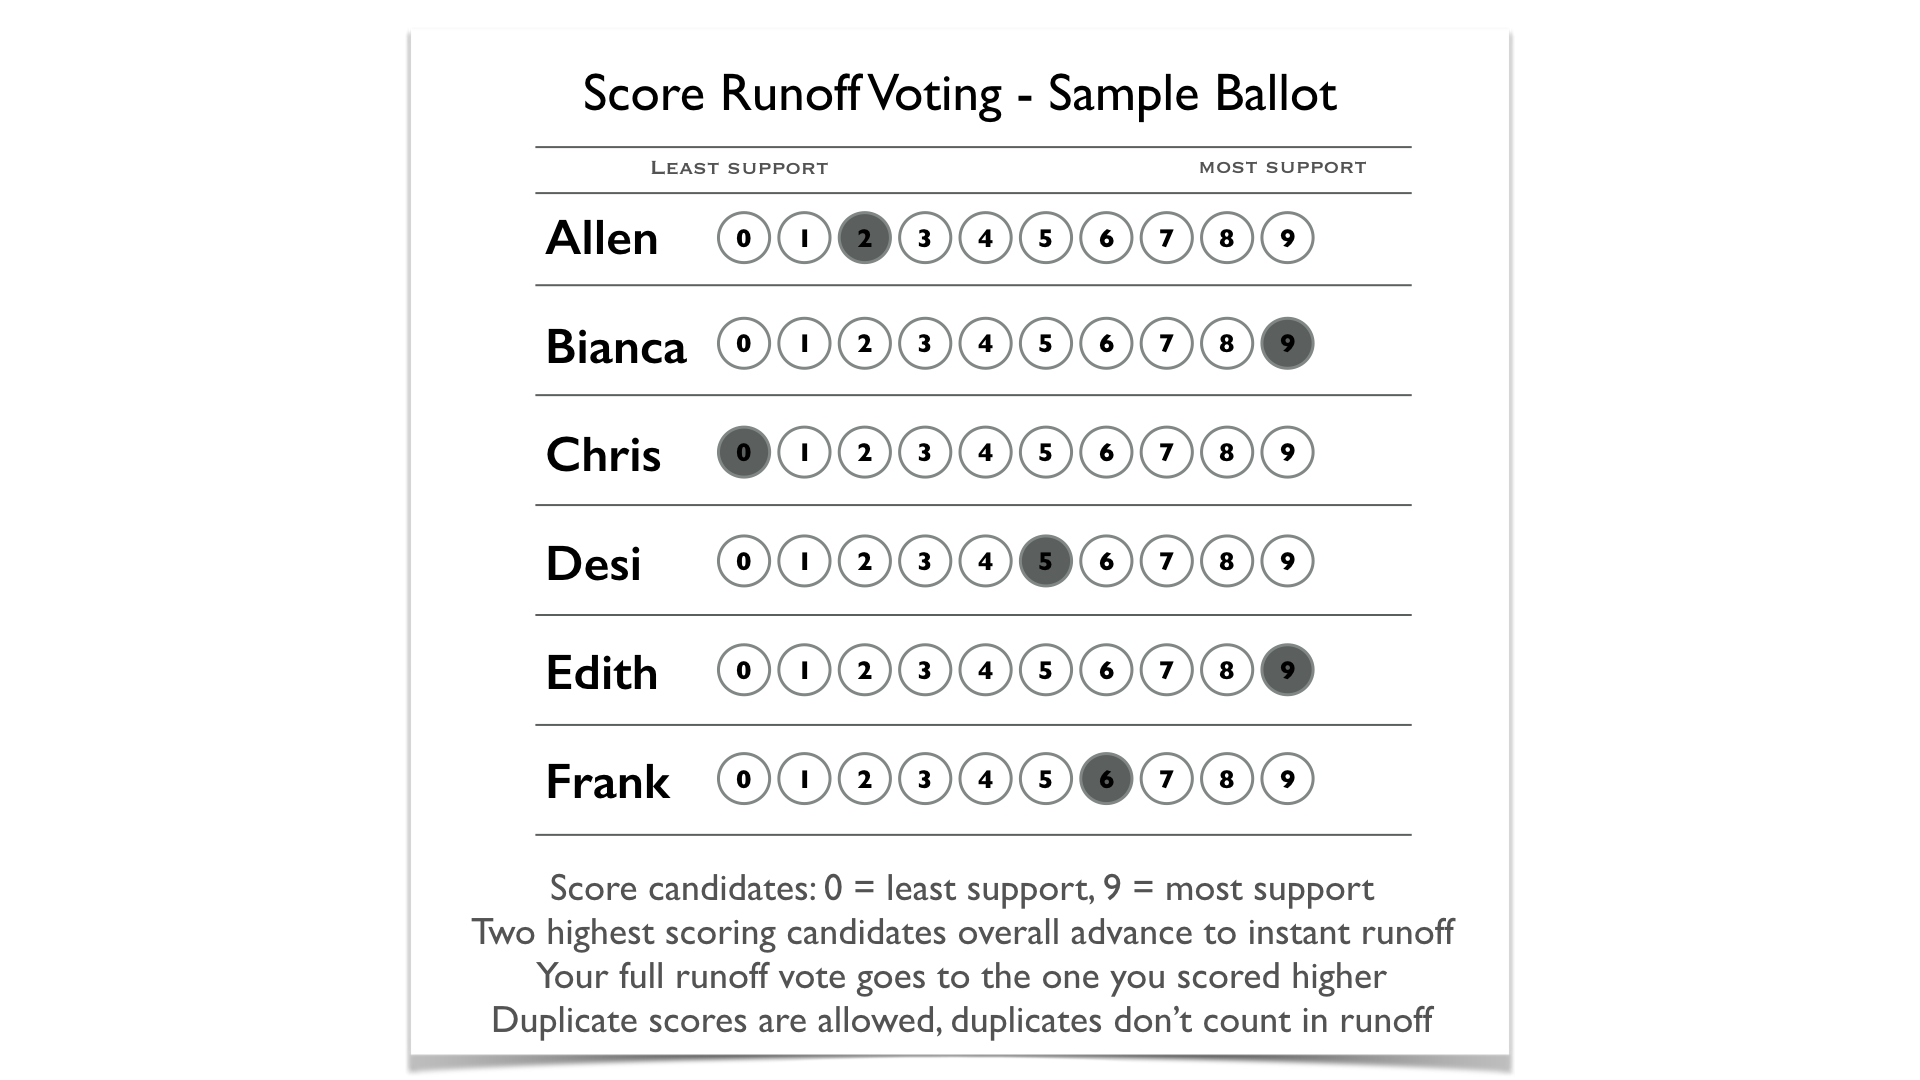 Score Runoff Voting - Sample Ballot
Least support most support
Allen 0 1 2 3 4 5 6 7 8 9
Bianca 0 1 2 3 4 5 6 7 8 9
Chris 0 1 2 3 4 5 6 7 8 9
Desi 0 1 2 3 4 5 6 7 8 9
Edith 0 1 2 3 4 5 6 7 8 9
Frank 0 1 2 3 4 5 6 7 8 9
Score candidates: 0 = least support, 9 = most support
Two highest scoring candidates overall advance to instant runoff
Your full runoff vote goes to the one you scored higher
Duplicate scores are allowed, duplicates don’t count in runoff